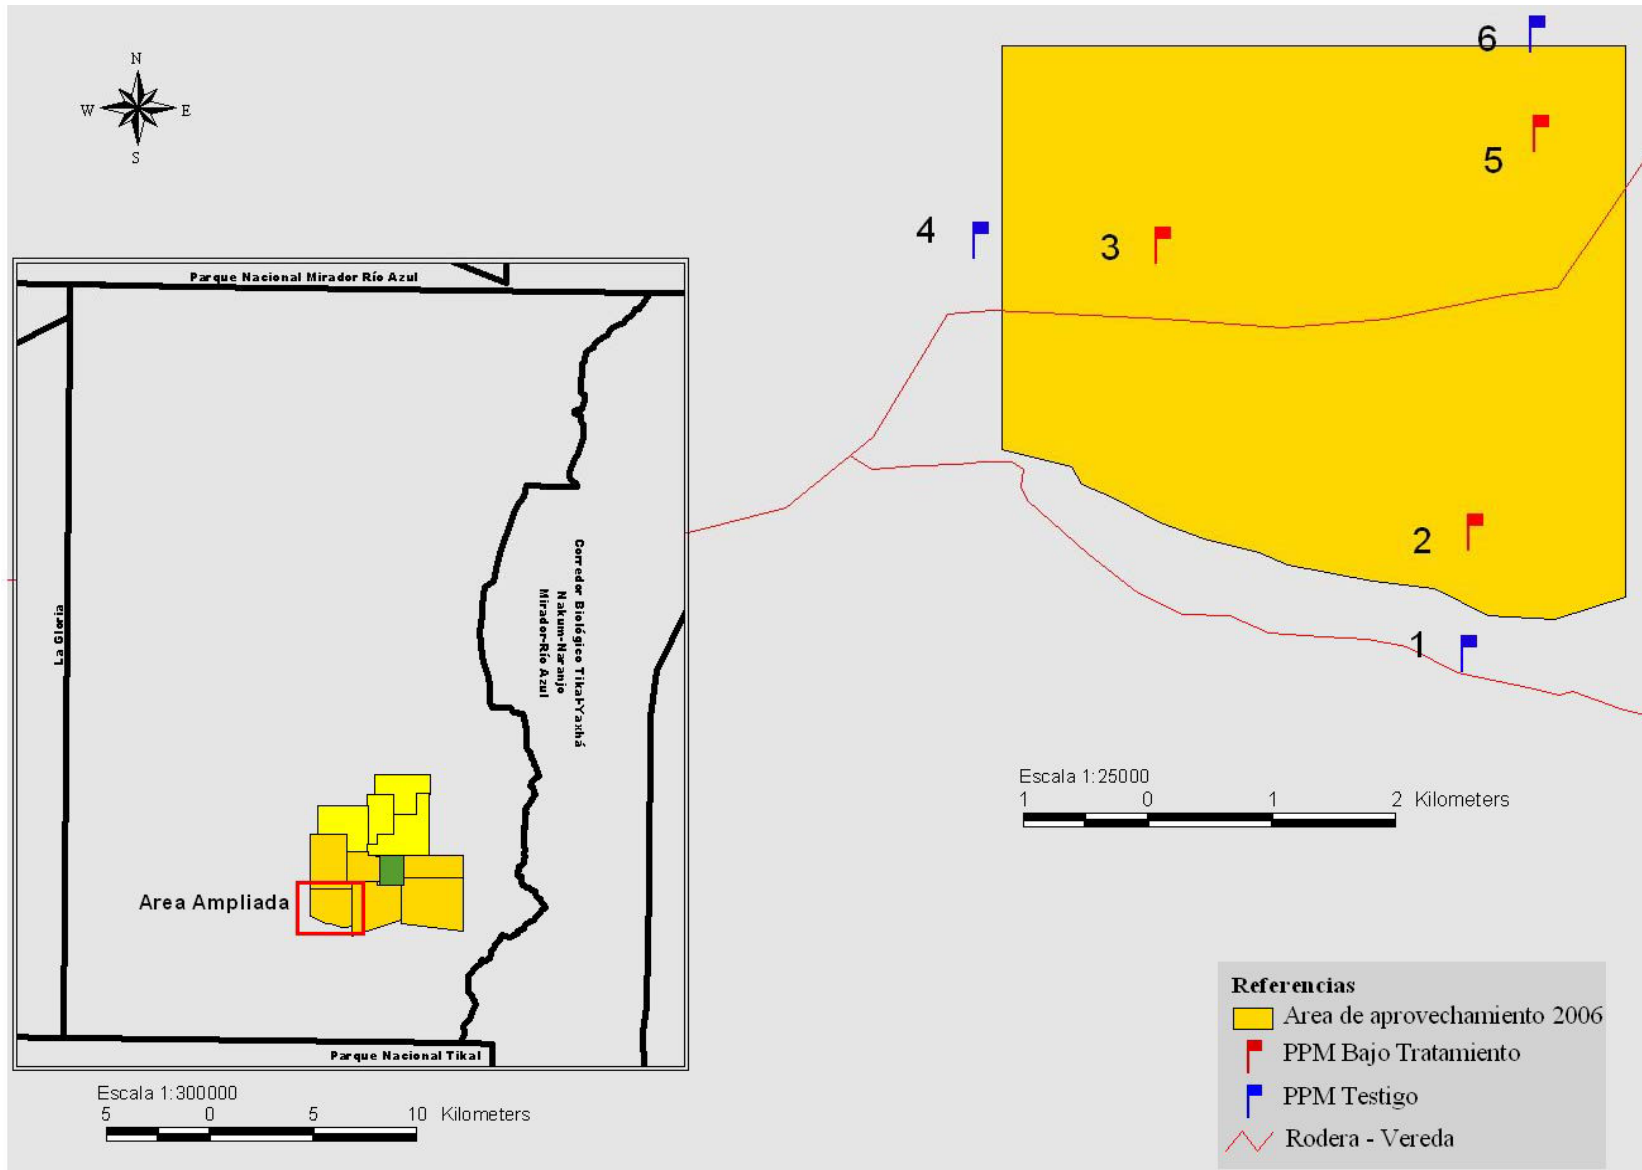 N
W E
S
6
5
4
3
2
1
Parque Nacional Mirador Río Azul
La Gloria
Corredor Biológico Tikal-Yaxhá
Nakum-Naranjo
Mirador-Río Azul
Area Ampliada
Parque Nacional Tikal
Escala 1:300000
5 0 5 10 Kilometers
Escala 1:25000
1 0 1 2 Kilometers
Referencias
Area de aprovechamiento 2006
PPM Bajo Tratamiento
PPM Testigo
Rodera - Vereda